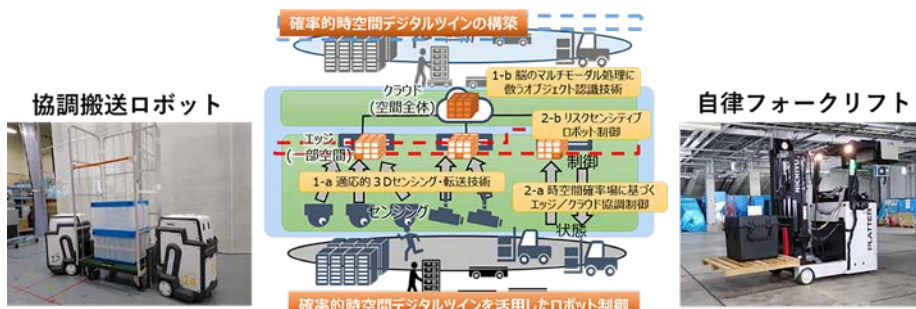 確率的時空間デジタルツインの構築
協調搬送ロボット
クラウド
(空間全体)
1-b 脳のマルチモーダル処理に
倣うオブジェクト認識技術
自律フォークリフト
エッジ
(一部空間)
2-b リスクセンシティブ
ロボット制御
制御
1-a 適応的3Dセンシング・転送技術
2-a 時空間確率場に基づく
エッジ/クラウド協調制御
センシング
状態
確率的時空間デジタルツインを活用したロボット制御
PLATTER